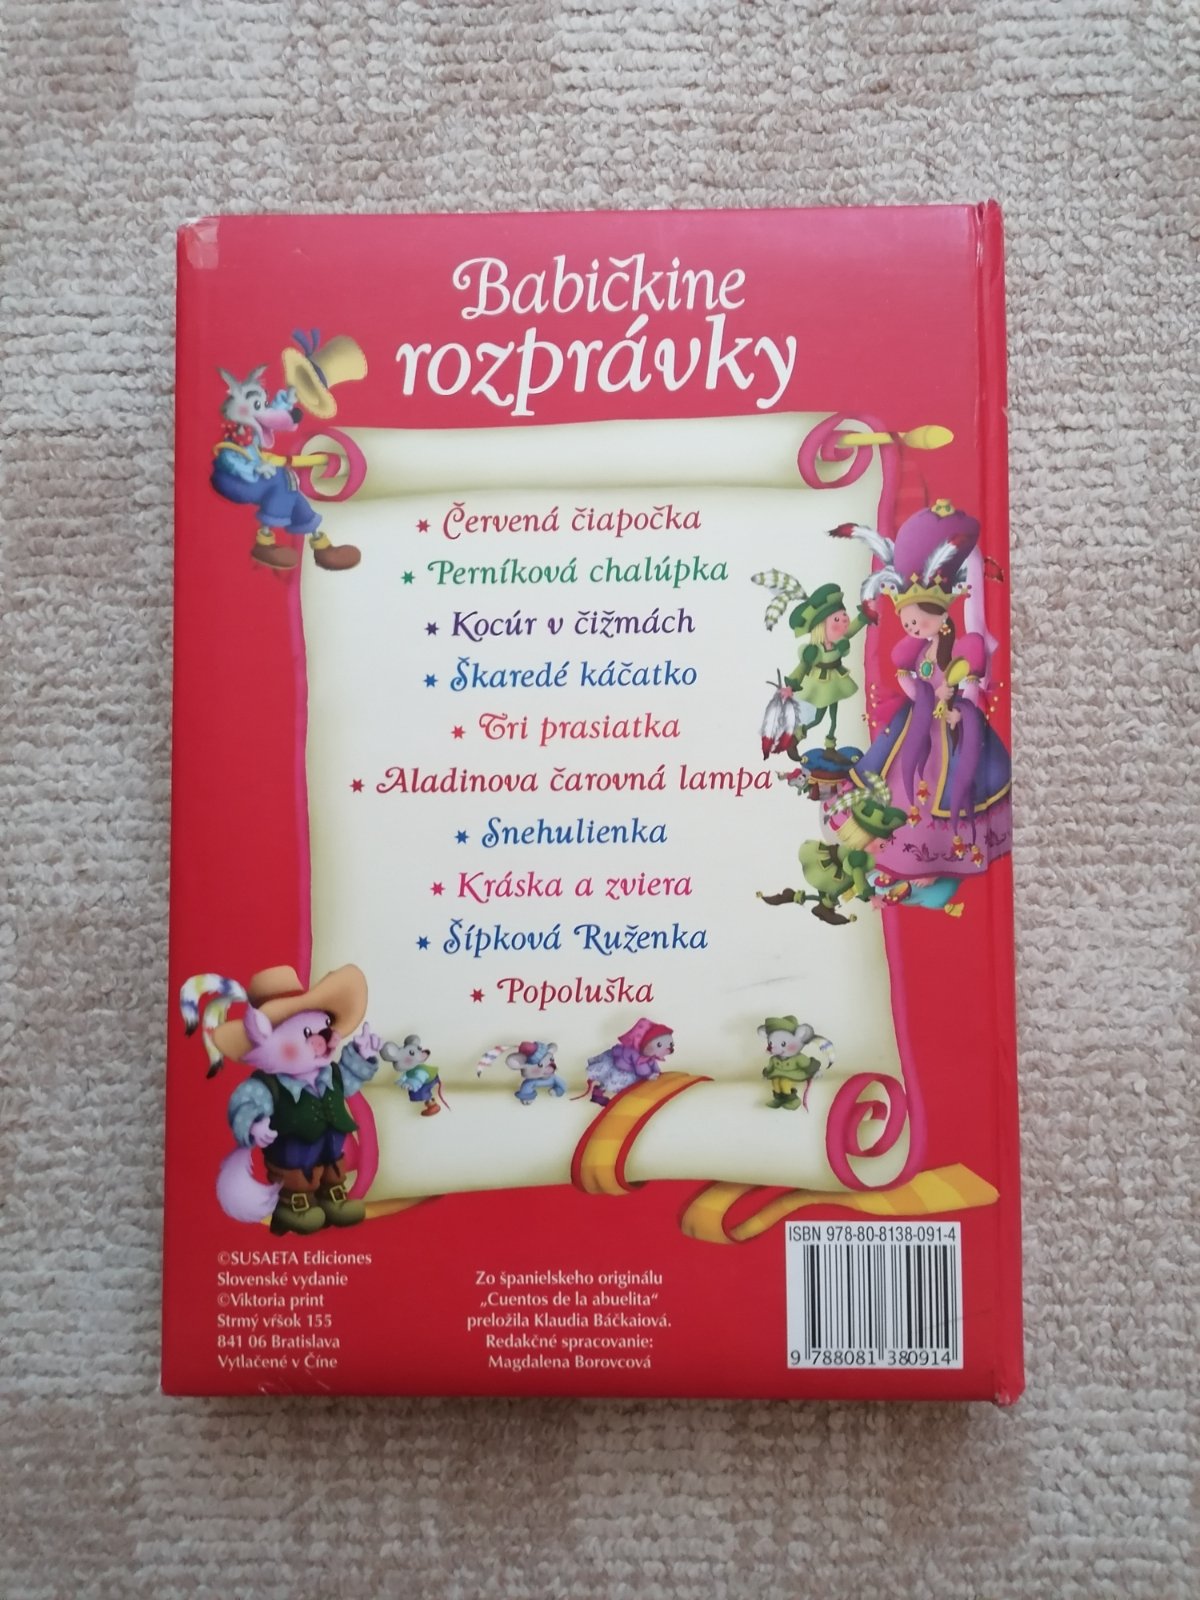 Babičkine
rozprávky
Červená čiapočka
Perníková chalúpka
Kocúr v čižmách
Škaredé káčatko
Tri prasiatka
Aladinova čarovná lampa
Snehulienka
Kráska a zviera
Šípková Ruženka
Popoluška
©SUSAETA Ediciones
Slovenské vydanie
©Viktoria print
Strmý vŕšok 155
841 06 Bratislava
Vytlačené v Číne
Zo španielskeho originálu
„Cuentos de la abuelita“
preložila Klaudia Báčkaiová.
Redakčné spracovanie:
Magdalena Borovcová
ISBN 978-80-8138-091-4
9 788081 380914